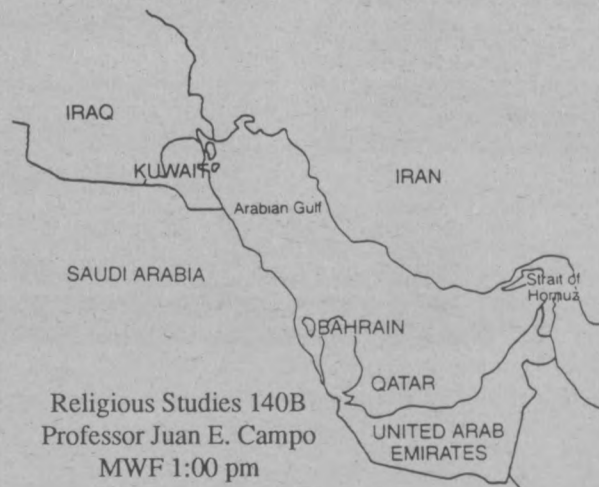 IRAQ
KUWAIT
IRAN
Arabian Gulf
SAUDI ARABIA
Strait of
Hormuz
BAHRAIN
QATAR
UNITED ARAB
EMIRATES
Religious Studies 140B
Professor Juan E. Campo
MWF 1:00 pm